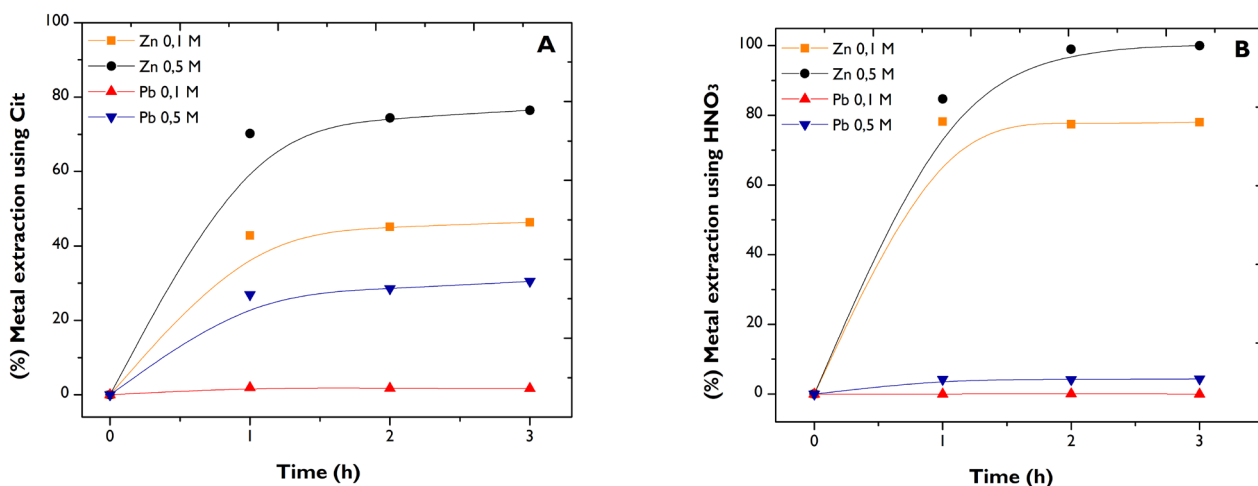 A
Zn 0,1 M
Zn 0,5 M
Pb 0,1 M
Pb 0,5 M
(%) Metal extraction using Cit
100
80
60
40
20
0
0 1 2 3
Time (h)
B
Zn 0,1 M
Zn 0,5 M
Pb 0,1 M
Pb 0,5 M
(%) Metal extraction using HNO₃
100
80
60
40
20
0
0 1 2 3
Time (h)